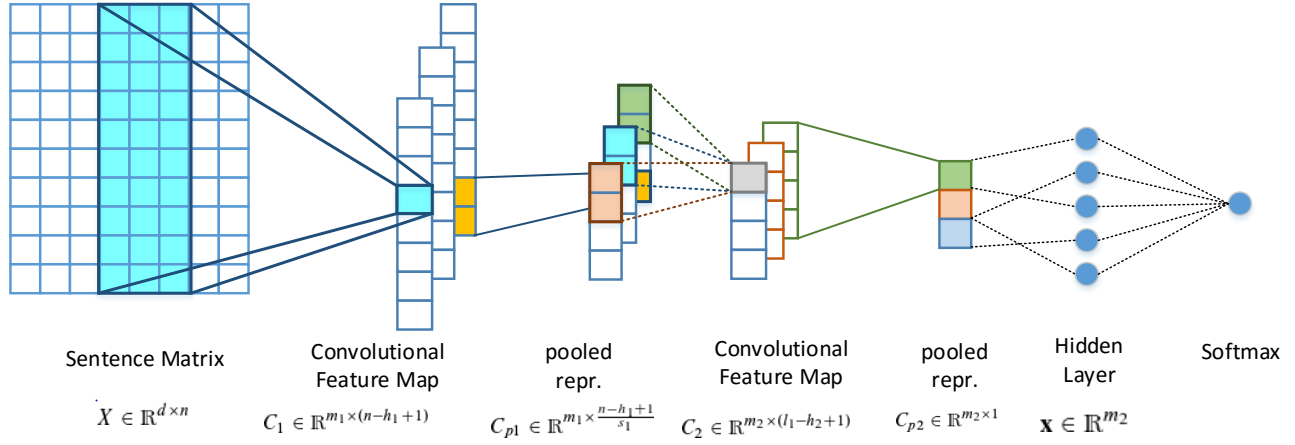 Sentence Matrix
X ∈ ℝ^{d×n}
Convolutional
Feature Map
C_1 ∈ ℝ^{m_1×(n−h_1+1)}
pooled
repr.
C_{p1} ∈ ℝ^{m_1×\frac{n−h_1+1}{s_1}}
Convolutional
Feature Map
C_2 ∈ ℝ^{m_2×(l_1−h_2+1)}
pooled
repr.
C_{p2} ∈ ℝ^{m_2×1}
Hidden
Layer
x ∈ ℝ^{m_2}
Softmax